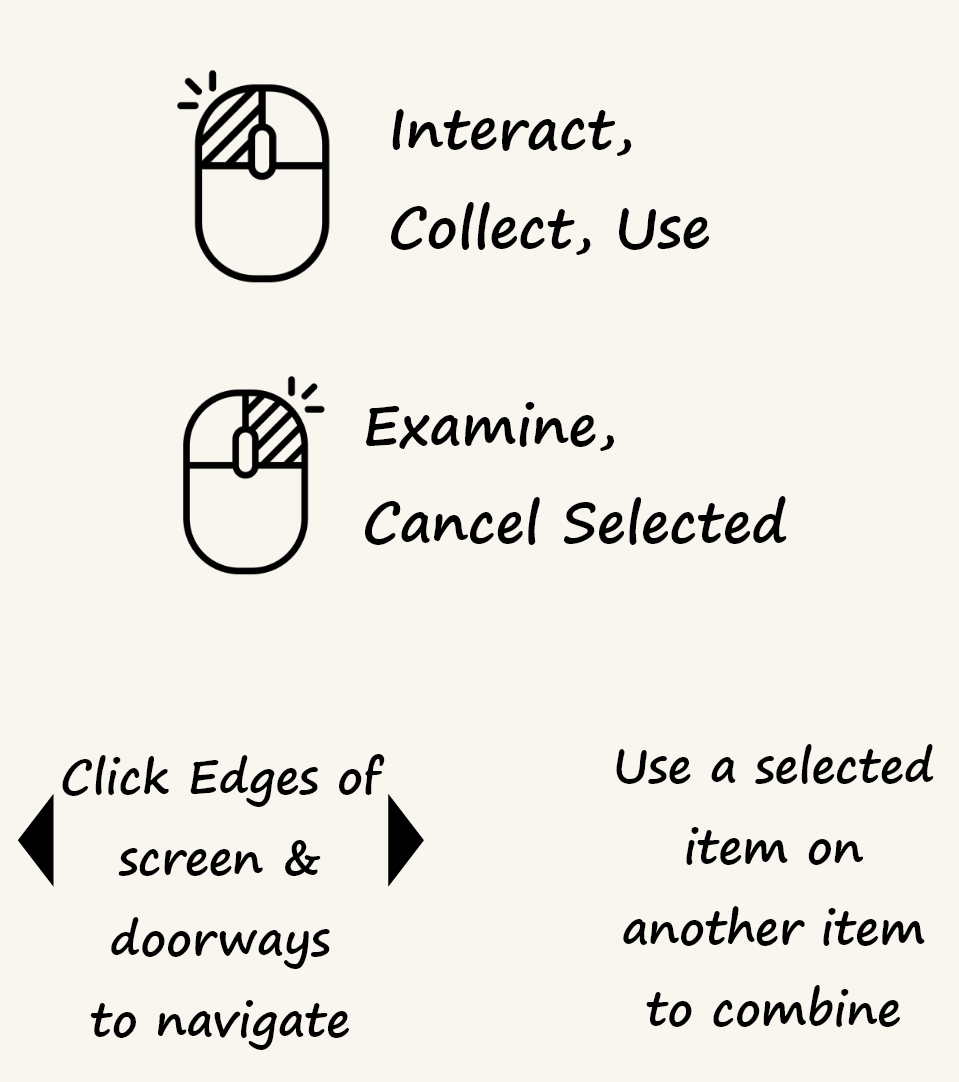 Interact,
Collect, Use
Examine,
Cancel Selected
Click Edges of
screen &
doorways
to navigate
Use a selected
item on
another item
to combine